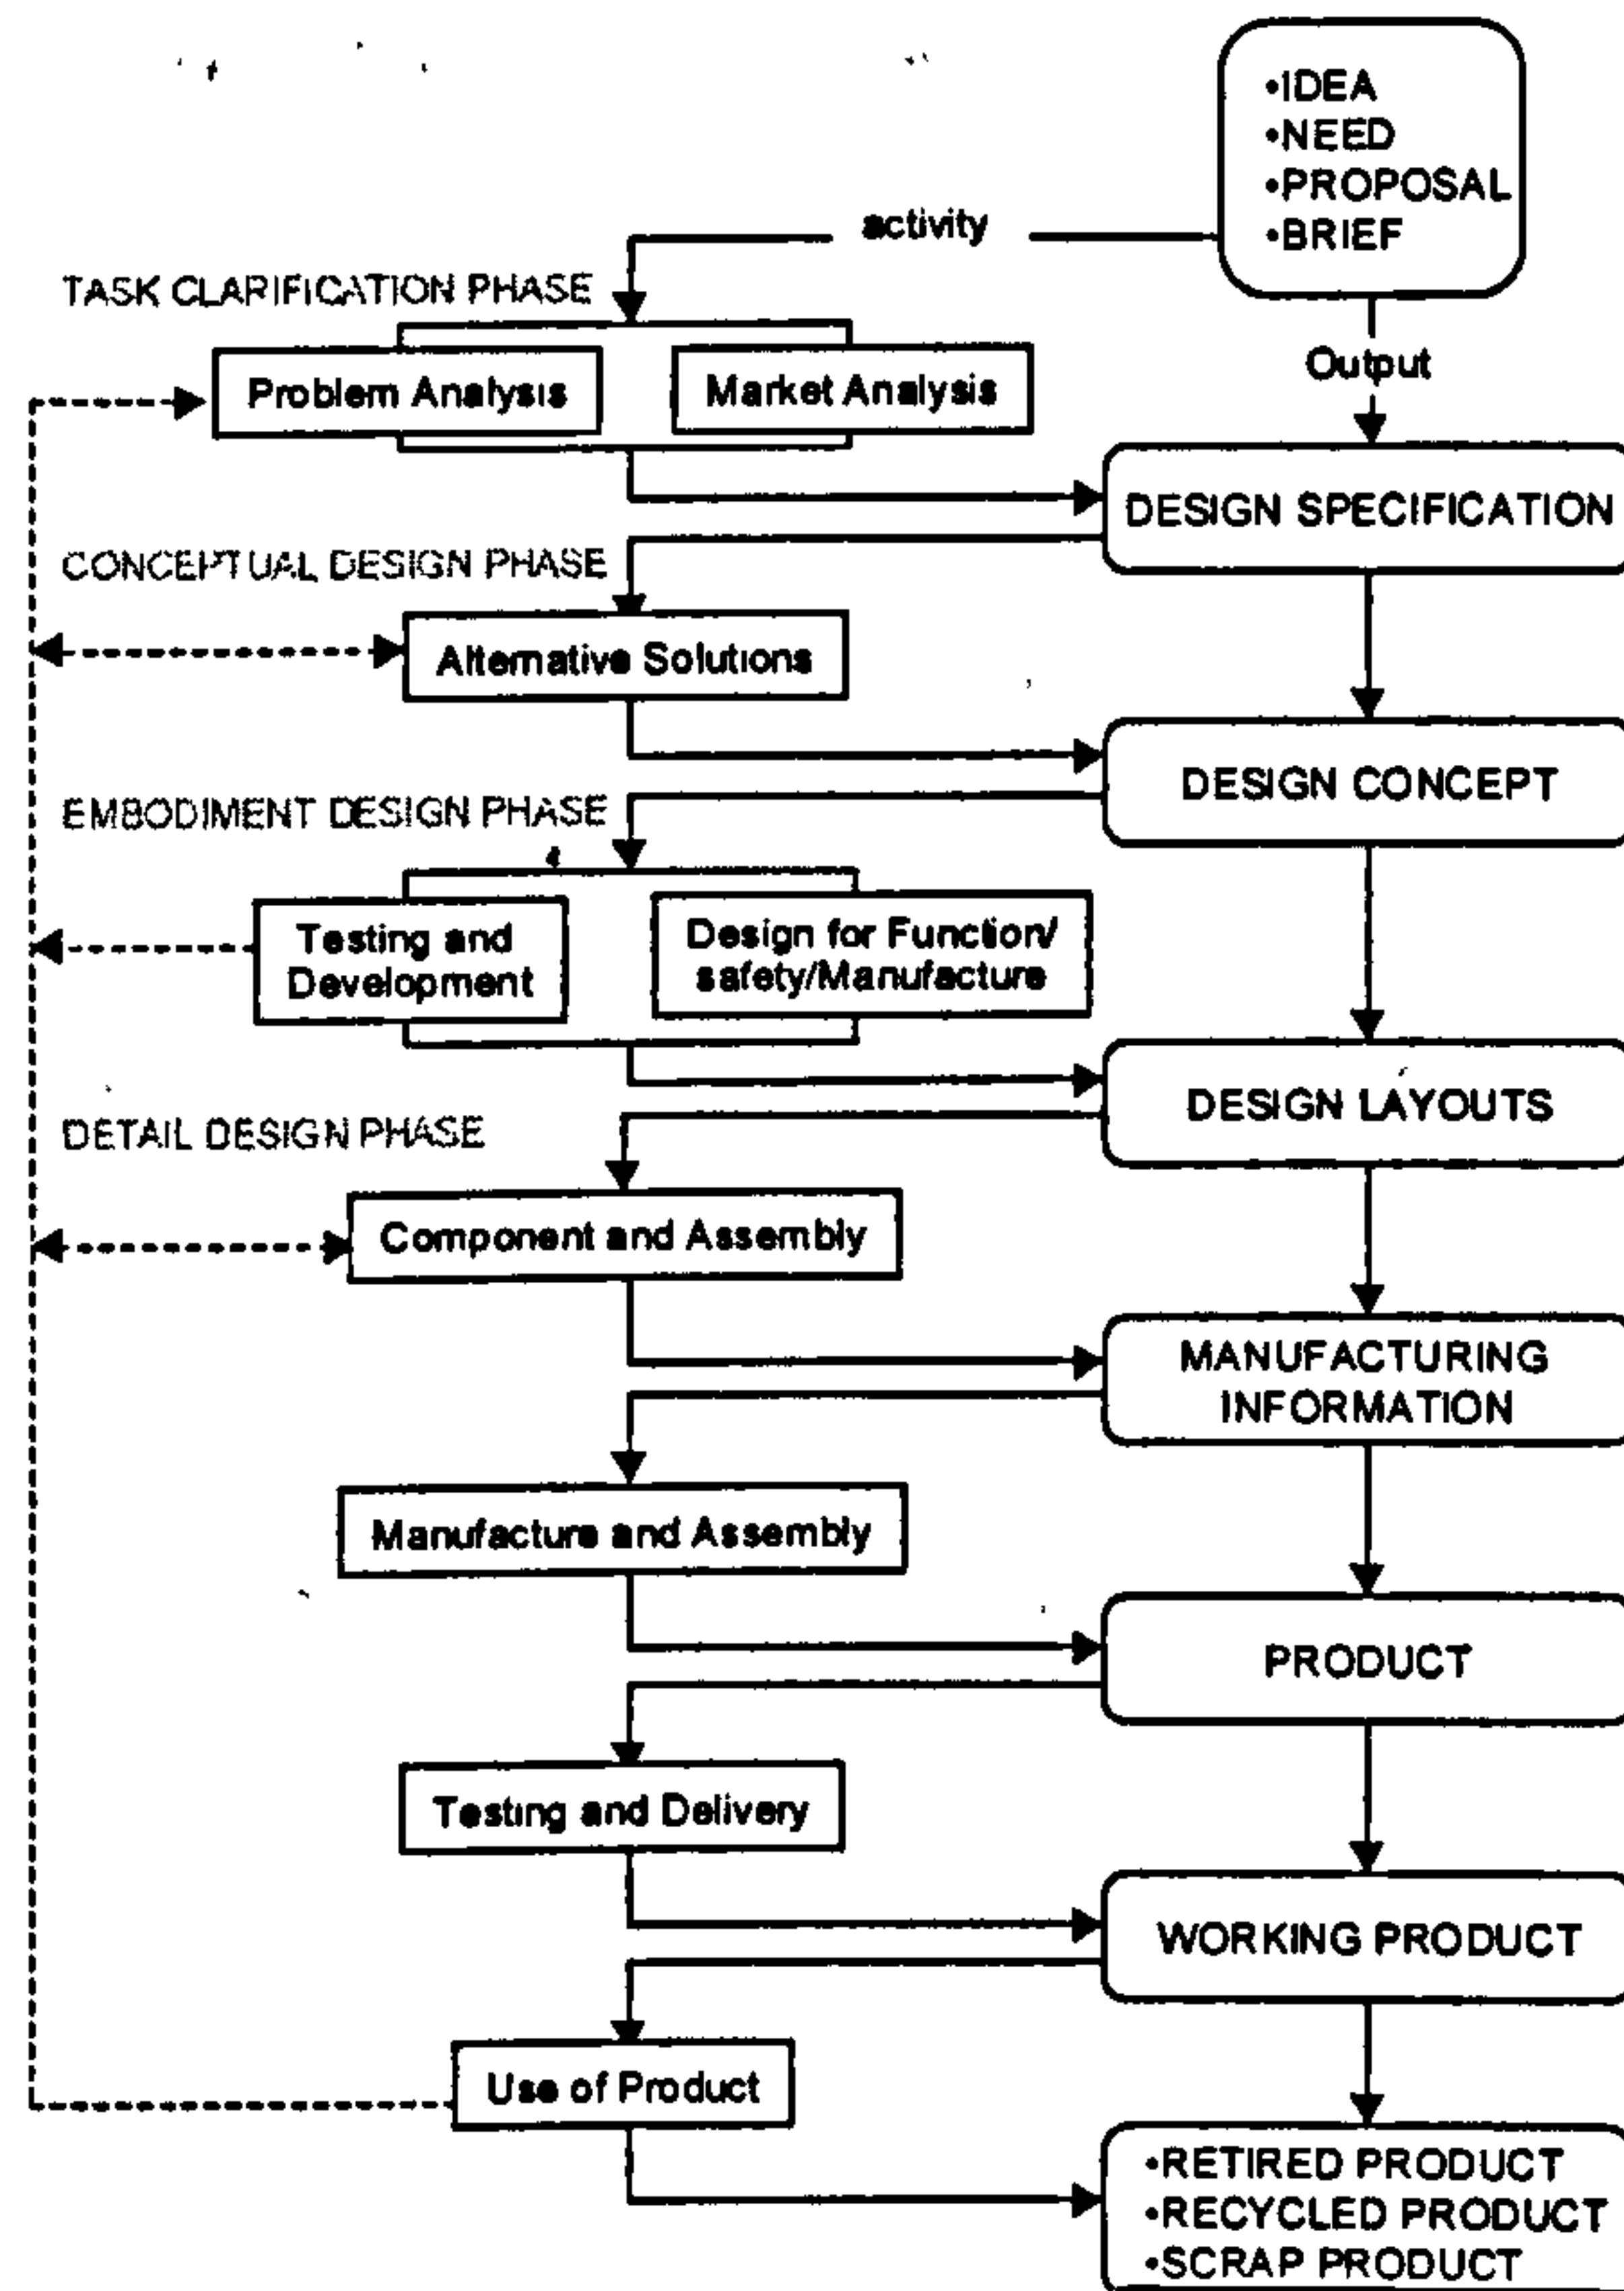 •IDEA
•NEED
•PROPOSAL
•BRIEF
activity
Output
TASK CLARIFICATION PHASE
Problem Analysis
Market Analysis
DESIGN SPECIFICATION
CONCEPTUAL DESIGN PHASE
Alternative Solutions
DESIGN CONCEPT
EMBODIMENT DESIGN PHASE
Testing and
Development
Design for Function/
safety/Manufacture
DESIGN LAYOUTS
DETAIL DESIGN PHASE
Component and Assembly
MANUFACTURING
INFORMATION
Manufacture and Assembly
PRODUCT
Testing and Delivery
WORKING PRODUCT
Use of Product
•RETIRED PRODUCT
•RECYCLED PRODUCT
•SCRAP PRODUCT